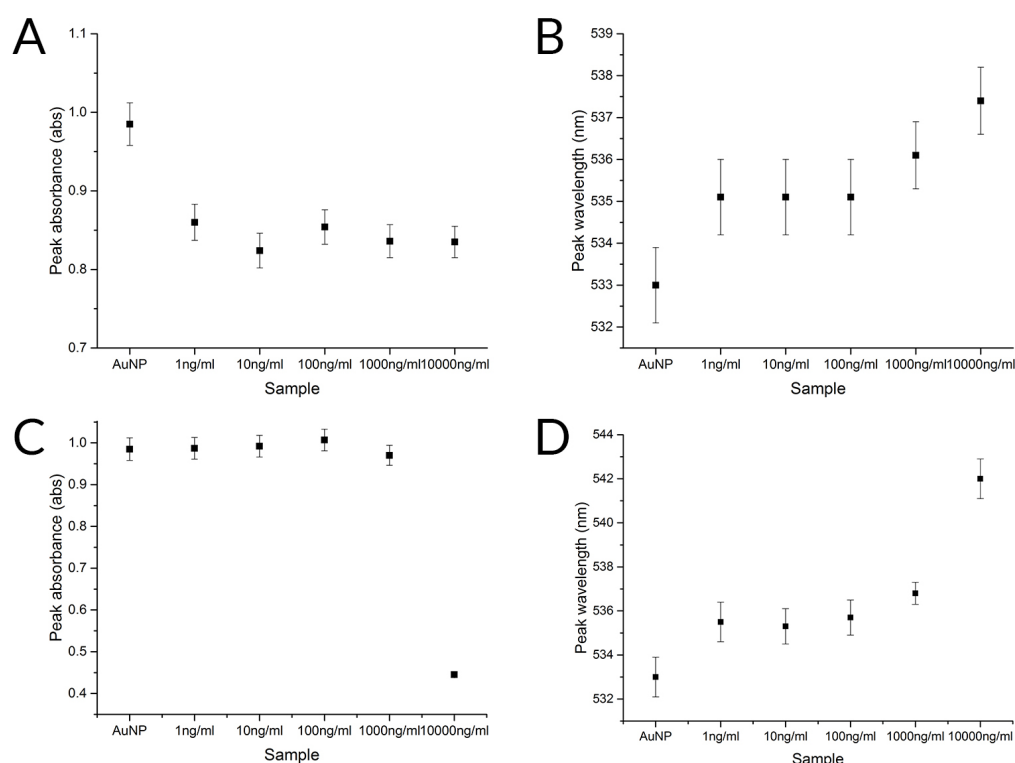 A
Peak absorbance (abs)
1.1
1.0
0.9
0.8
0.7
AuNP 1ng/ml 10ng/ml 100ng/ml 1000ng/ml 10000ng/ml
Sample
B
Peak wavelength (nm)
539
538
537
536
535
534
533
532
AuNP 1ng/ml 10ng/ml 100ng/ml 1000ng/ml 10000ng/ml
Sample
C
Peak absorbance (abs)
1.0
0.9
0.8
0.7
0.6
0.5
0.4
AuNP 1ng/ml 10ng/ml 100ng/ml 1000ng/ml 10000ng/ml
Sample
D
Peak wavelength (nm)
544
542
540
538
536
534
532
AuNP 1ng/ml 10ng/ml 100ng/ml 1000ng/ml 10000ng/ml
Sample